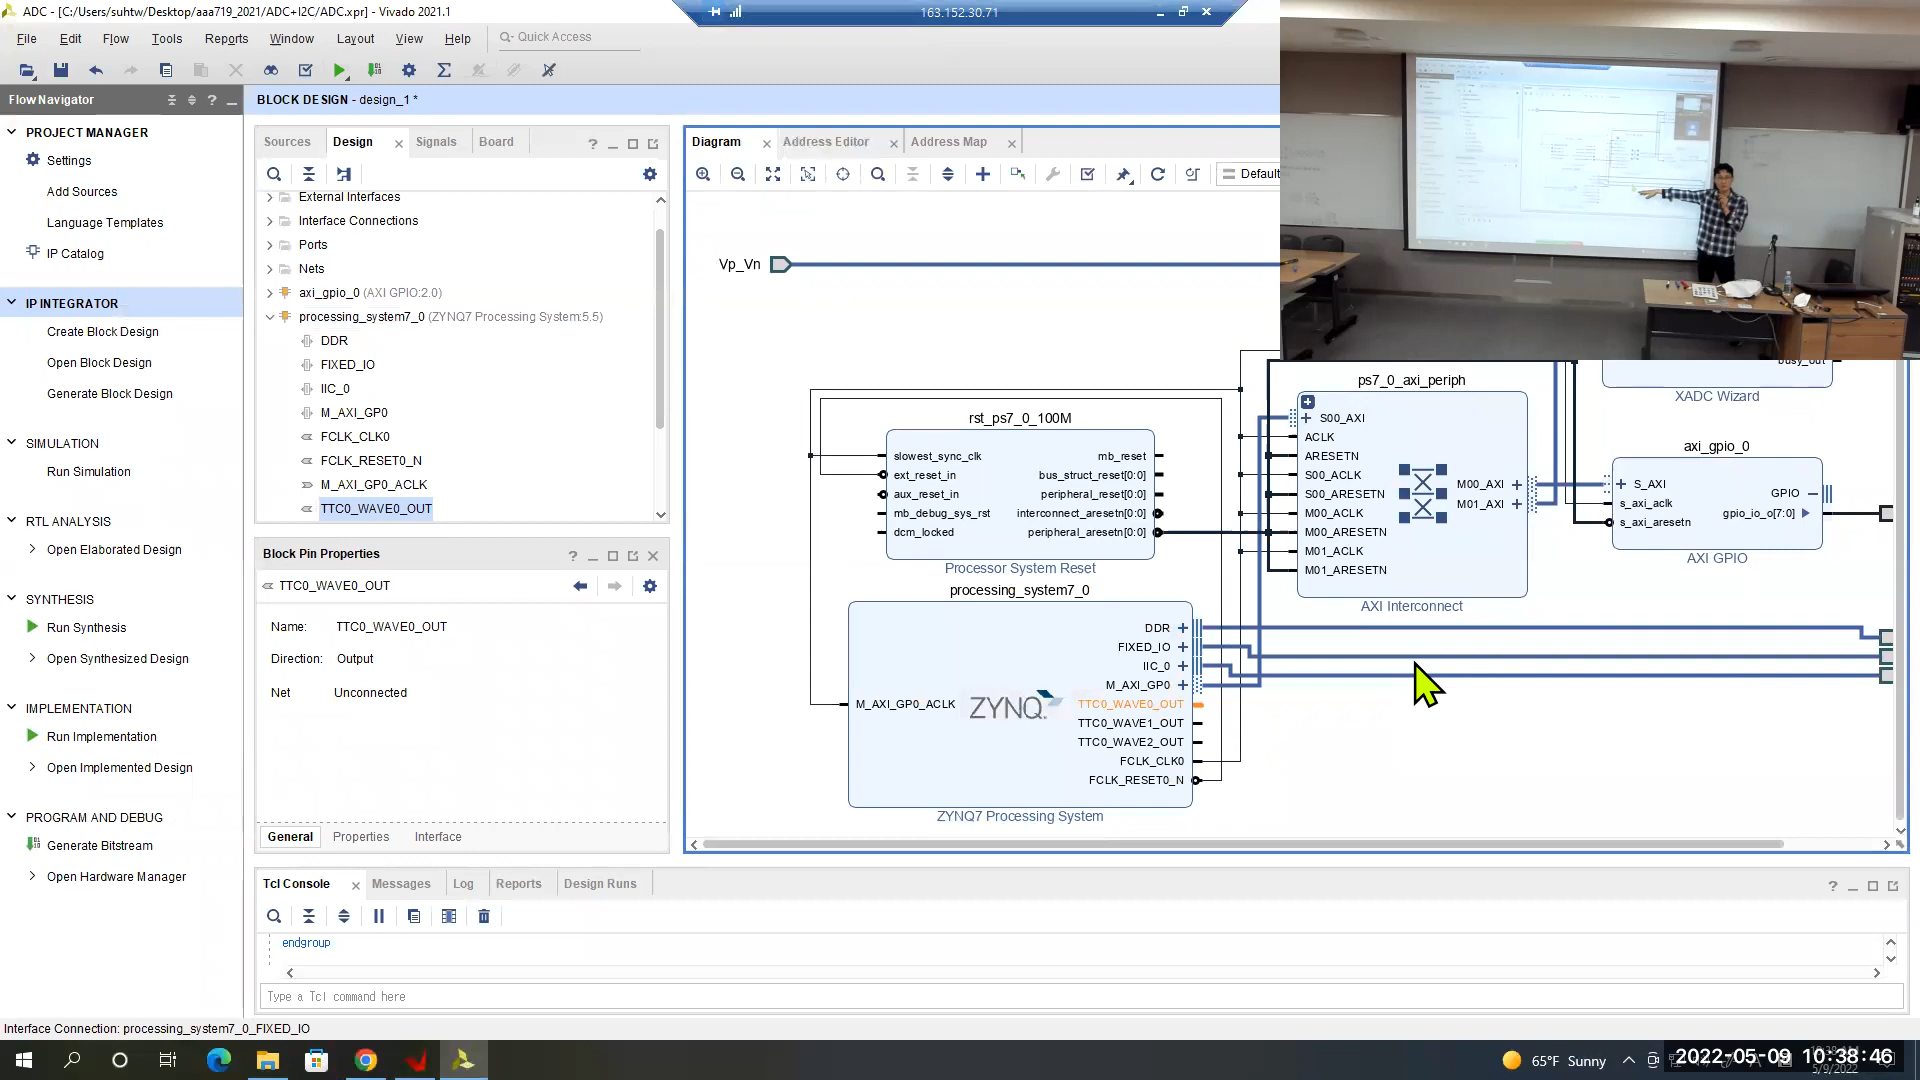 ADC - [C:/Users/suhtw/Desktop/aaa719_2021/ADC+I2C/ADC.xpr] - Vivado 2021.1
163.152.30.71
File Edit Flow Tools Reports Window Layout View Help
Quick Access
Flow Navigator
BLOCK DESIGN - design_1 *
PROJECT MANAGER
Settings
Add Sources
Language Templates
IP Catalog
IP INTEGRATOR
Create Block Design
Open Block Design
Generate Block Design
SIMULATION
Run Simulation
RTL ANALYSIS
Open Elaborated Design
SYNTHESIS
Run Synthesis
Open Synthesized Design
IMPLEMENTATION
Run Implementation
Open Implemented Design
PROGRAM AND DEBUG
Generate Bitstream
Open Hardware Manager
Sources Design Signals Board
External Interfaces
Interface Connections
Ports
Nets
axi_gpio_0 (AXI GPIO:2.0)
processing_system7_0 (ZYNQ7 Processing System:5.5)
DDR
FIXED_IO
IIC_0
M_AXI_GP0
FCLK_CLK0
FCLK_RESET0_N
M_AXI_GP0_ACLK
TTC0_WAVE0_OUT
Block Pin Properties
TTC0_WAVE0_OUT
Name: TTC0_WAVE0_OUT
Direction: Output
Net Unconnected
General Properties Interface
Diagram Address Editor Address Map
Default
Vp_Vn
rst_ps7_0_100M
slowest_sync_clk
ext_reset_in
aux_reset_in
mb_debug_sys_rst
dcm_locked
mb_reset
bus_struct_reset[0:0]
peripheral_reset[0:0]
interconnect_aresetn[0:0]
peripheral_aresetn[0:0]
Processor System Reset
processing_system7_0
M_AXI_GP0_ACLK
ZYNQ
DDR
FIXED_IO
IIC_0
M_AXI_GP0
TTC0_WAVE0_OUT
TTC0_WAVE1_OUT
TTC0_WAVE2_OUT
FCLK_CLK0
FCLK_RESET0_N
ZYNQ7 Processing System
ps7_0_axi_periph
S00_AXI
ACLK
ARESETN
S00_ACLK
S00_ARESETN
M00_ACLK
M00_ARESETN
M01_ACLK
M01_ARESETN
M00_AXI
M01_AXI
AXI Interconnect
busy_out
XADC Wizard
axi_gpio_0
S_AXI
s_axi_aclk
s_axi_aresetn
GPIO
gpio_io_o[7:0]
AXI GPIO
Tcl Console Messages Log Reports Design Runs
endgroup
Type a Tcl command here
Interface Connection: processing_system7_0_FIXED_IO
65°F Sunny
2022-05-09 10:38:46
5/9/2022